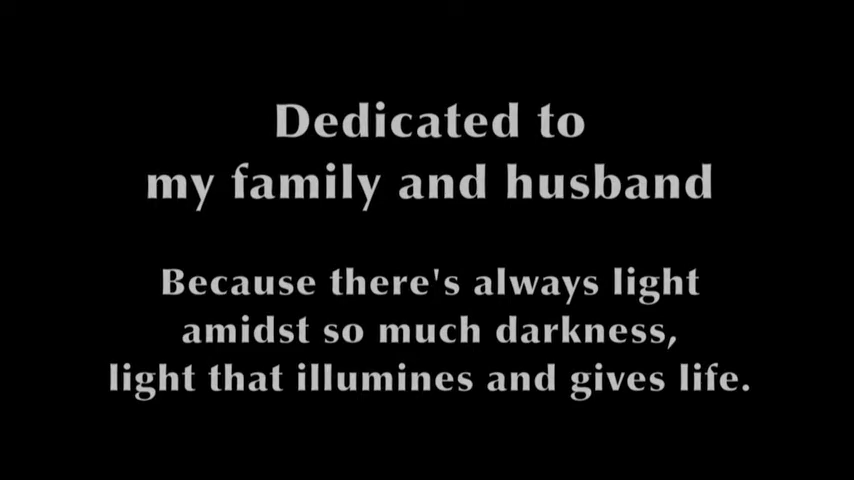 Dedicated to
my family and husband
Because there's always light
amidst so much darkness,
light that illumines and gives life.